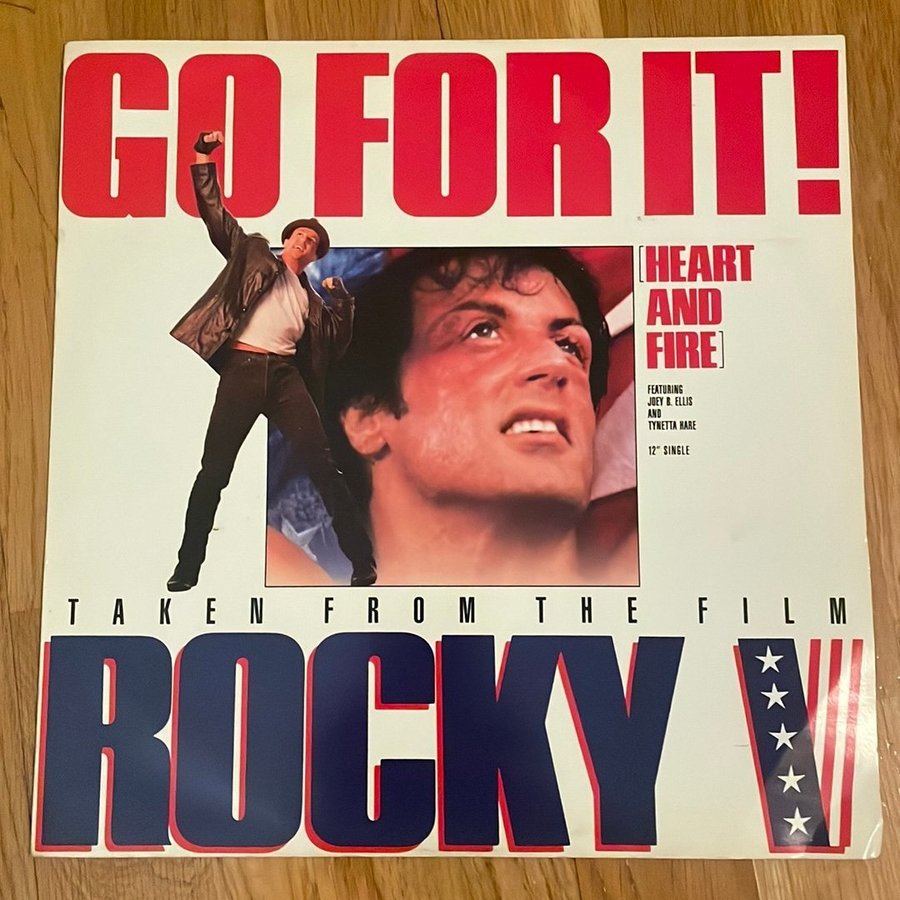 GO FOR IT!
[HEART
AND
FIRE]
FEATURING
JOEY B. ELLIS
AND
TYNETTA HARE
12" SINGLE
TAKEN FROM THE FILM
ROCKY V